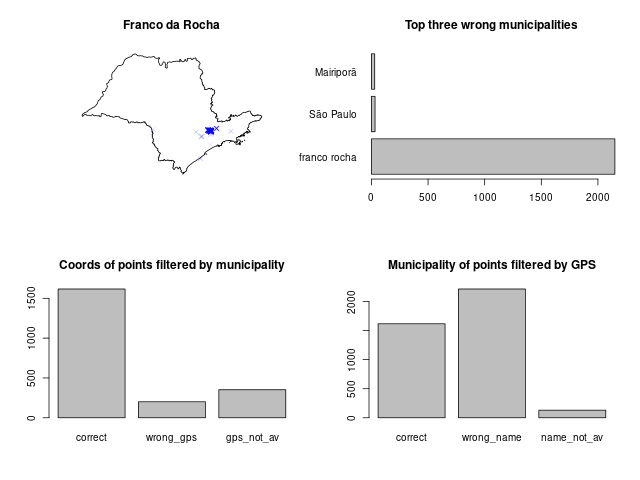 Franco da Rocha
Top three wrong municipalities
Mairiporã
São Paulo
franco rocha
0 500 1000 1500 2000
Coords of points filtered by municipality
1500
1000
500
0
correct wrong_gps gps_not_av
Municipality of points filtered by GPS
2000
1000
500
0
correct wrong_name name_not_av